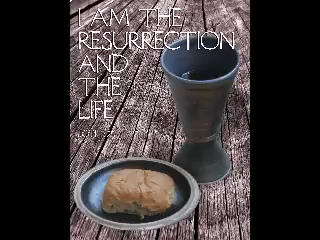 I AM THE
RESURRECTION
AND
THE
LIFE